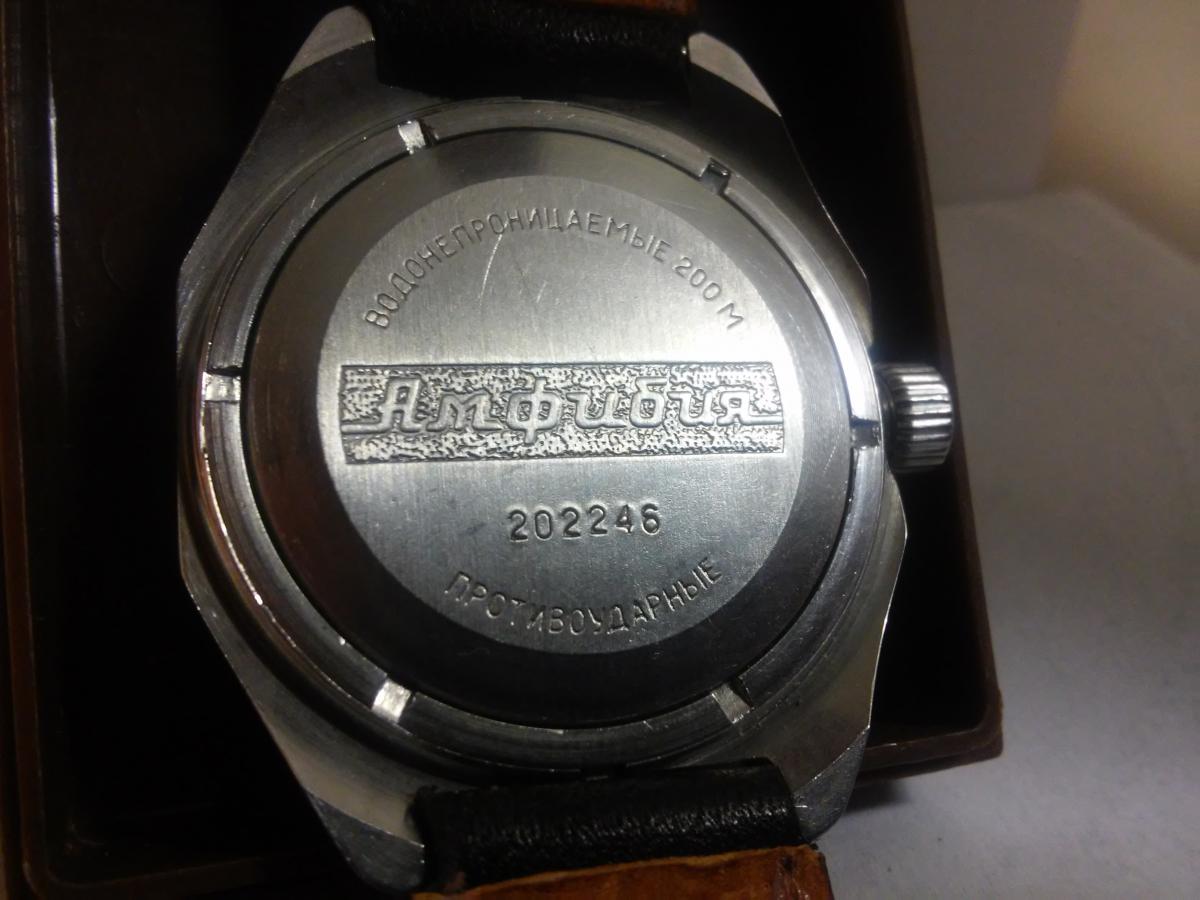 ВОДОНЕПРОНИЦАЕМЫЕ 200 М
Амфибия
202246
ПРОТИВОУДАРНЫЕ